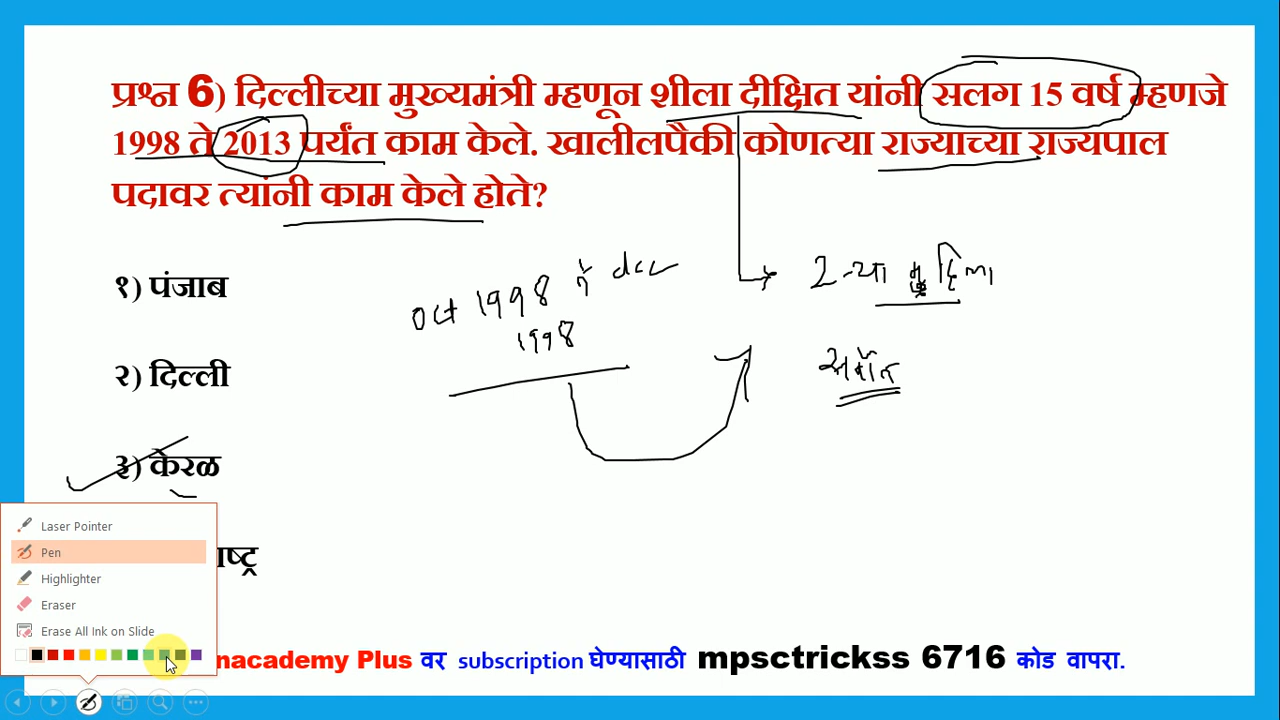 प्रश्न 6) दिल्लीच्या मुख्यमंत्री म्हणून शीला दीक्षित यांनी सलग 15 वर्ष म्हणजे
1998 ते 2013 पर्यंत काम केले. खालीलपैकी कोणत्या राज्याच्या राज्यपाल
पदावर त्यांनी काम केले होते?
१) पंजाब
oct 1998 ते dec
1998
2-या
२) दिल्ली
३) केरळ
ाष्ट्र
Laser Pointer
Pen
Highlighter
Eraser
Erase All Ink on Slide
nacademy Plus वर subscription घेण्यासाठी mpsctrickss 6716 कोड वापरा.